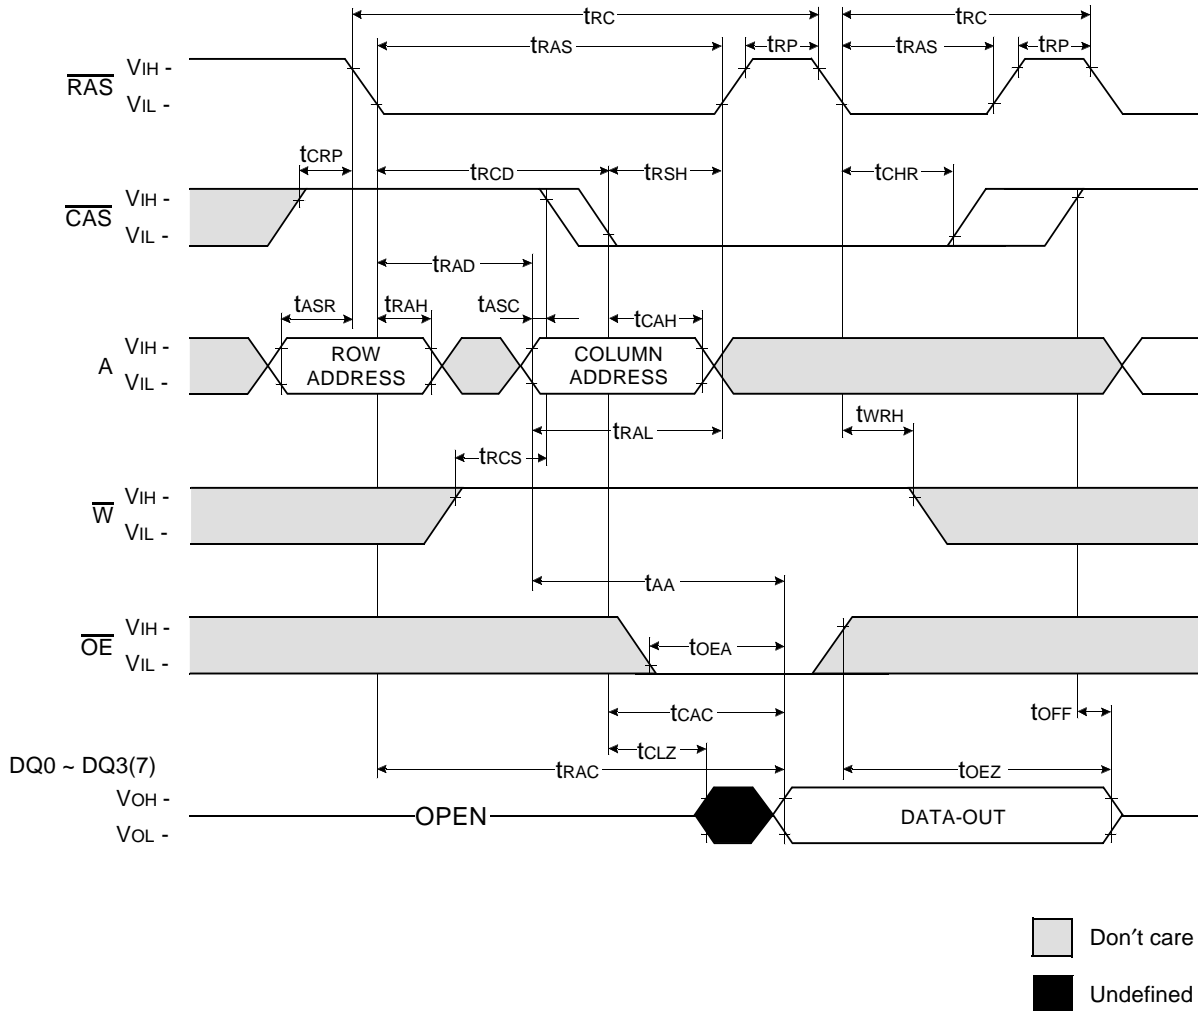 tRC tRC
tRAS tRP tRAS tRP
RAS VIH -
VIL -
tCRP tRCD tRSH tCHR
CAS VIH -
VIL -
tRAD
tASR tRAH tASC tCAH
A VIH -
VIL -
ROW
ADDRESS
COLUMN
ADDRESS
tRAL tWRH
tRCS
W VIH -
VIL -
tAA
OE VIH -
VIL -
tOEA
tCAC tOFF
tCLZ
DQ0 ~ DQ3(7) tRAC tOEZ
VOH -
VOL -
OPEN DATA-OUT
Don′t care
Undefined